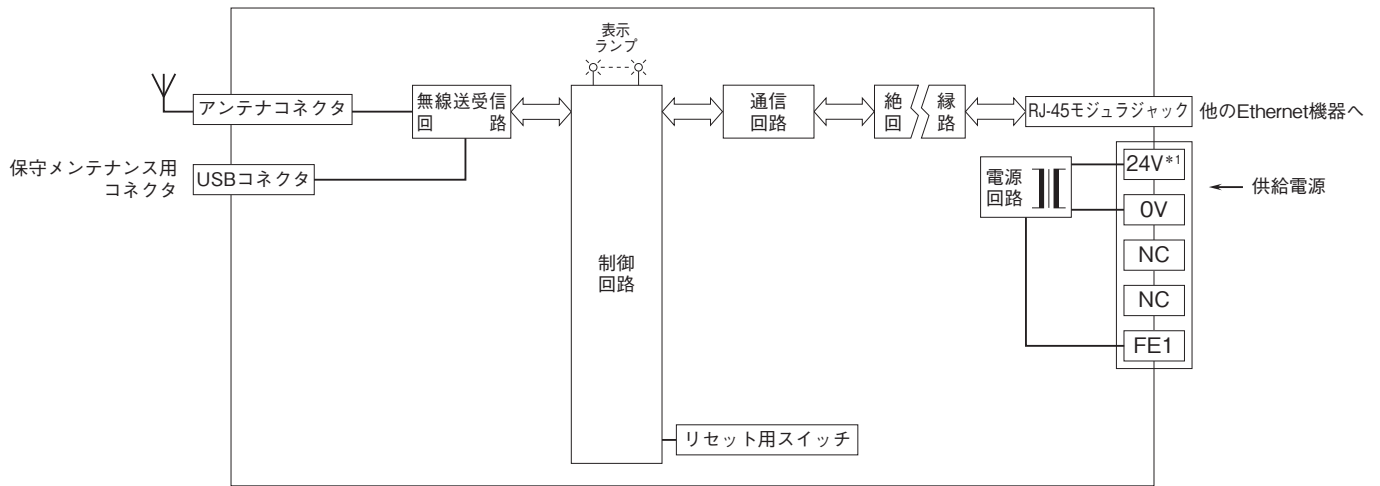 表示
ランプ
アンテナコネクタ
無線送受信
回 路
通信
回路
絶 縁
回 路
RJ-45モジュラジャック
他のEthernet機器へ
保守メンテナンス用
コネクタ
USBコネクタ
電源
回路
24V*1
供給電源
0V
NC
NC
FE1
制御
回路
リセット用スイッチ